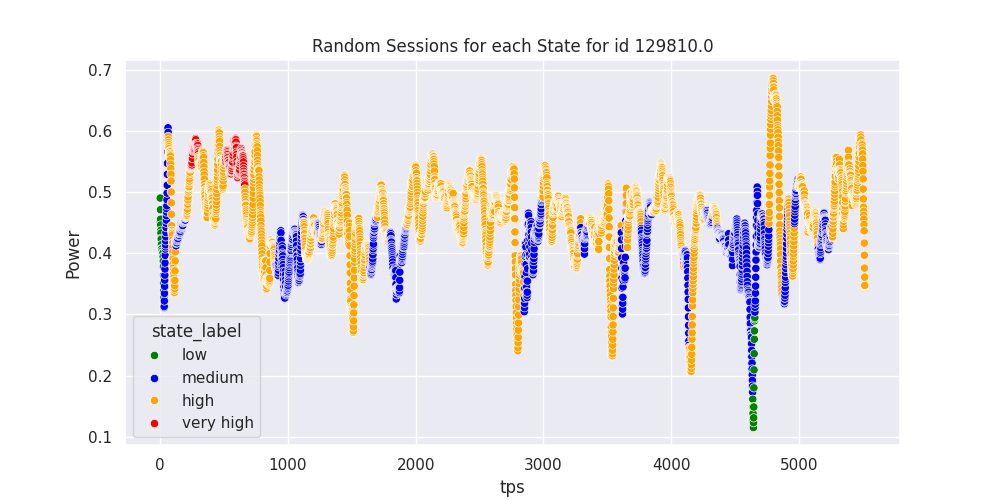 Random Sessions for each State for id 129810.0
Power
0.7
0.6
0.5
0.4
0.3
0.2
0.1
state_label
low
medium
high
very high
0 1000 2000 3000 4000 5000
tps